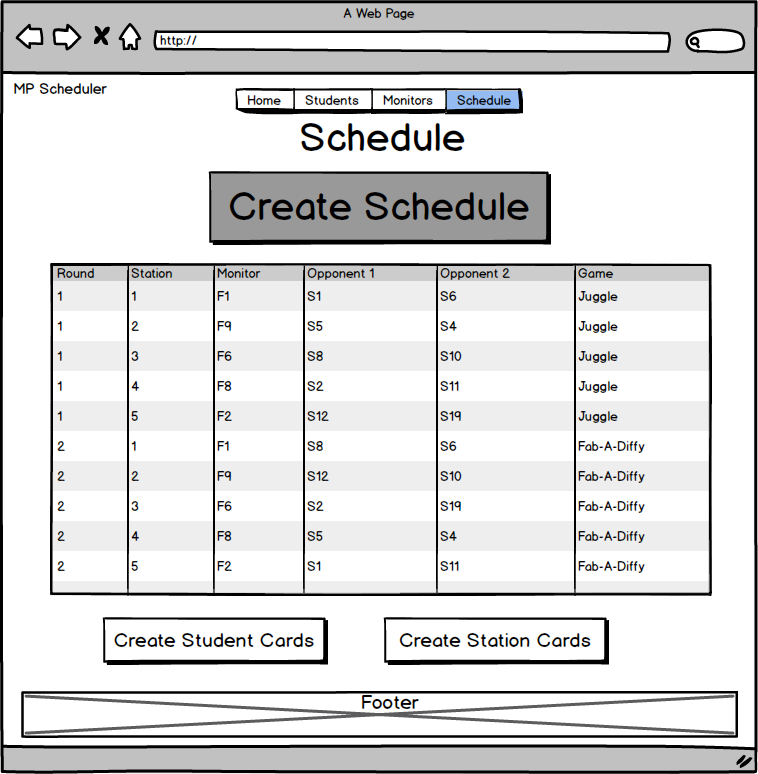 A Web Page
http://
MP Scheduler
Home Students Monitors Schedule
Schedule
Create Schedule
Round Station Monitor Opponent 1 Opponent 2 Game
1 1 F1 S1 S6 Juggle
1 2 F9 S5 S4 Juggle
1 3 F6 S8 S10 Juggle
1 4 F8 S2 S11 Juggle
1 5 F2 S12 S19 Juggle
2 1 F1 S8 S6 Fab-A-Diffy
2 2 F9 S12 S10 Fab-A-Diffy
2 3 F6 S2 S19 Fab-A-Diffy
2 4 F8 S5 S4 Fab-A-Diffy
2 5 F2 S1 S11 Fab-A-Diffy
Create Student Cards Create Station Cards
Footer